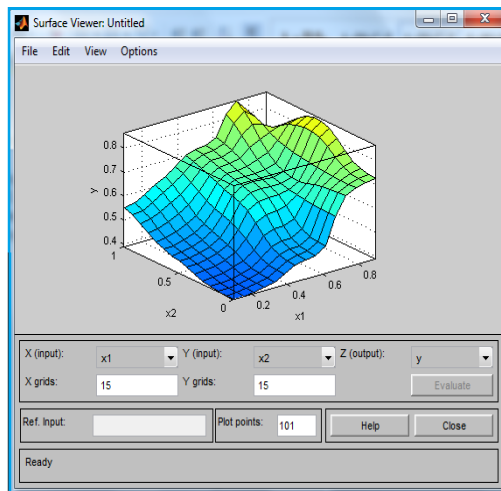 Surface Viewer: Untitled
File Edit View Options
0.8
0.7
0.6
0.5
0.4
y
1
0.5
0
x2
0.2
0.4
0.6
0.8
x1
X (input): x1 Y (input): x2 Z (output): y
X grids: 15 Y grids: 15 Evaluate
Ref. Input: Plot points: 101 Help Close
Ready